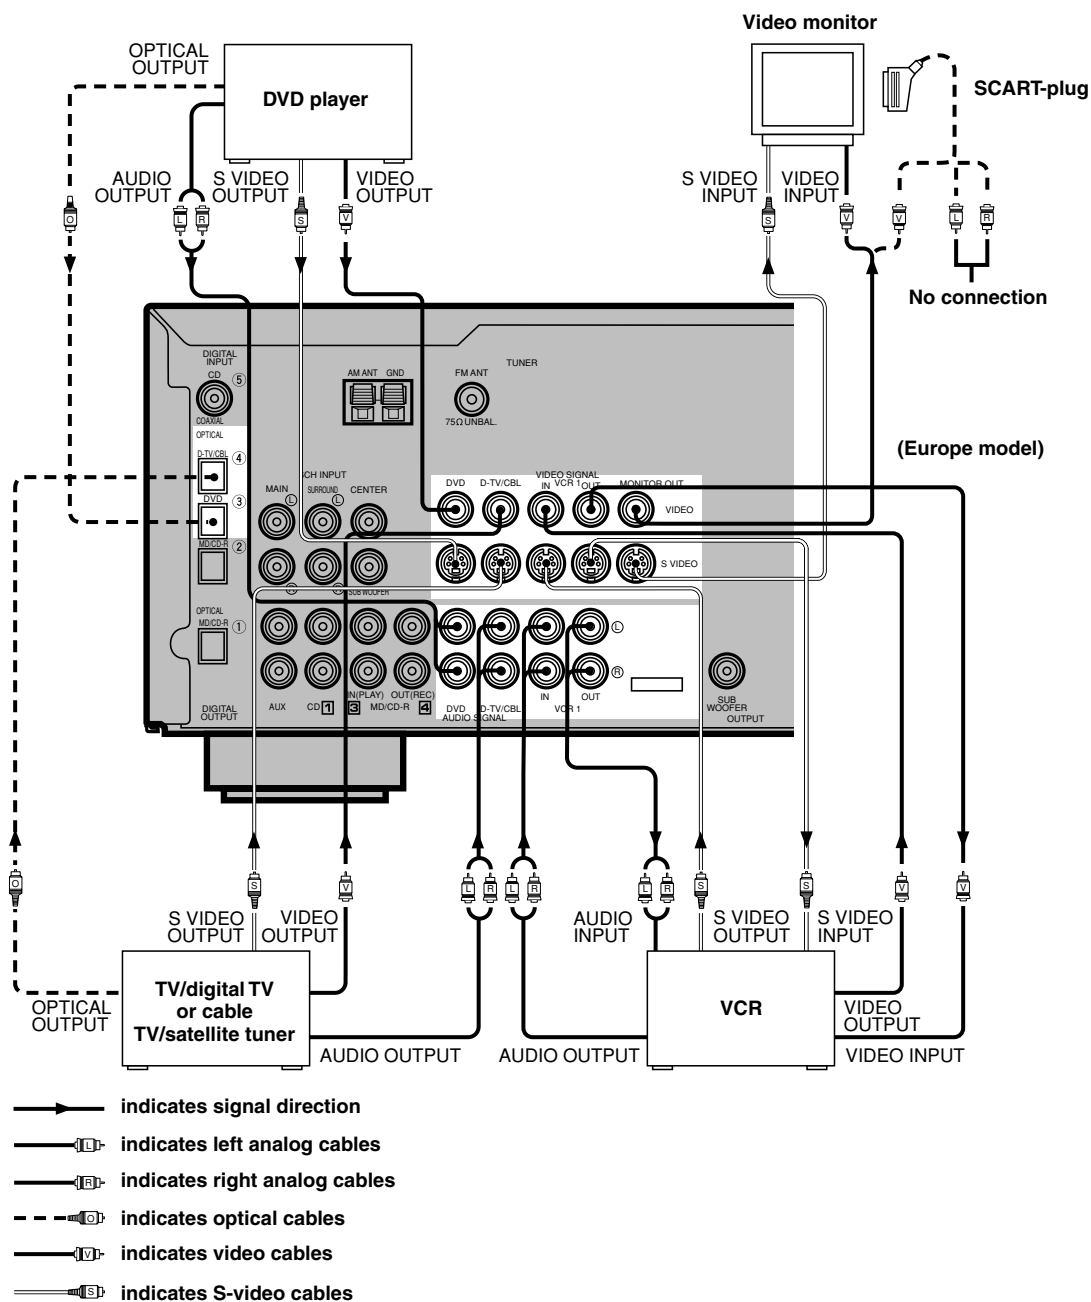 Video monitor
OPTICAL
OUTPUT
DVD player
SCART-plug
AUDIO
OUTPUT
S VIDEO
OUTPUT
VIDEO
OUTPUT
S VIDEO
INPUT
VIDEO
INPUT
O
L
R
S
V
S
V
V
L
R
No connection
DIGITAL
INPUT
CD
⑤
COAXIAL
OPTICAL
D-TV/CBL
④
DVD
③
MD/CD-R
②
OPTICAL
MD/CD-R
①
DIGITAL
OUTPUT
TUNER
AM ANT
GND
FM ANT
75Ω UNBAL.
(Europe model)
CH INPUT
MAIN
L
SURROUND
L
CENTER
R
R
SUB WOOFER
VIDEO SIGNAL
DVD
D-TV/CBL
IN
VCR 1
OUT
MONITOR OUT
VIDEO
S VIDEO
L
R
AUX
CD
1
IN(PLAY)
OUT(REC)
3
MD/CD-R
4
DVD
D-TV/CBL
AUDIO SIGNAL
IN
OUT
VCR 1
SUB
WOOFER
OUTPUT
O
S
V
L
R
L
R
L
R
S
S
V
V
S VIDEO
OUTPUT
VIDEO
OUTPUT
AUDIO
INPUT
S VIDEO
OUTPUT
S VIDEO
INPUT
OPTICAL
OUTPUT
TV/digital TV
or cable
TV/satellite tuner
VCR
VIDEO
OUTPUT
AUDIO OUTPUT
AUDIO OUTPUT
VIDEO INPUT
indicates signal direction
L
indicates left analog cables
R
indicates right analog cables
O
indicates optical cables
V
indicates video cables
S
indicates S-video cables